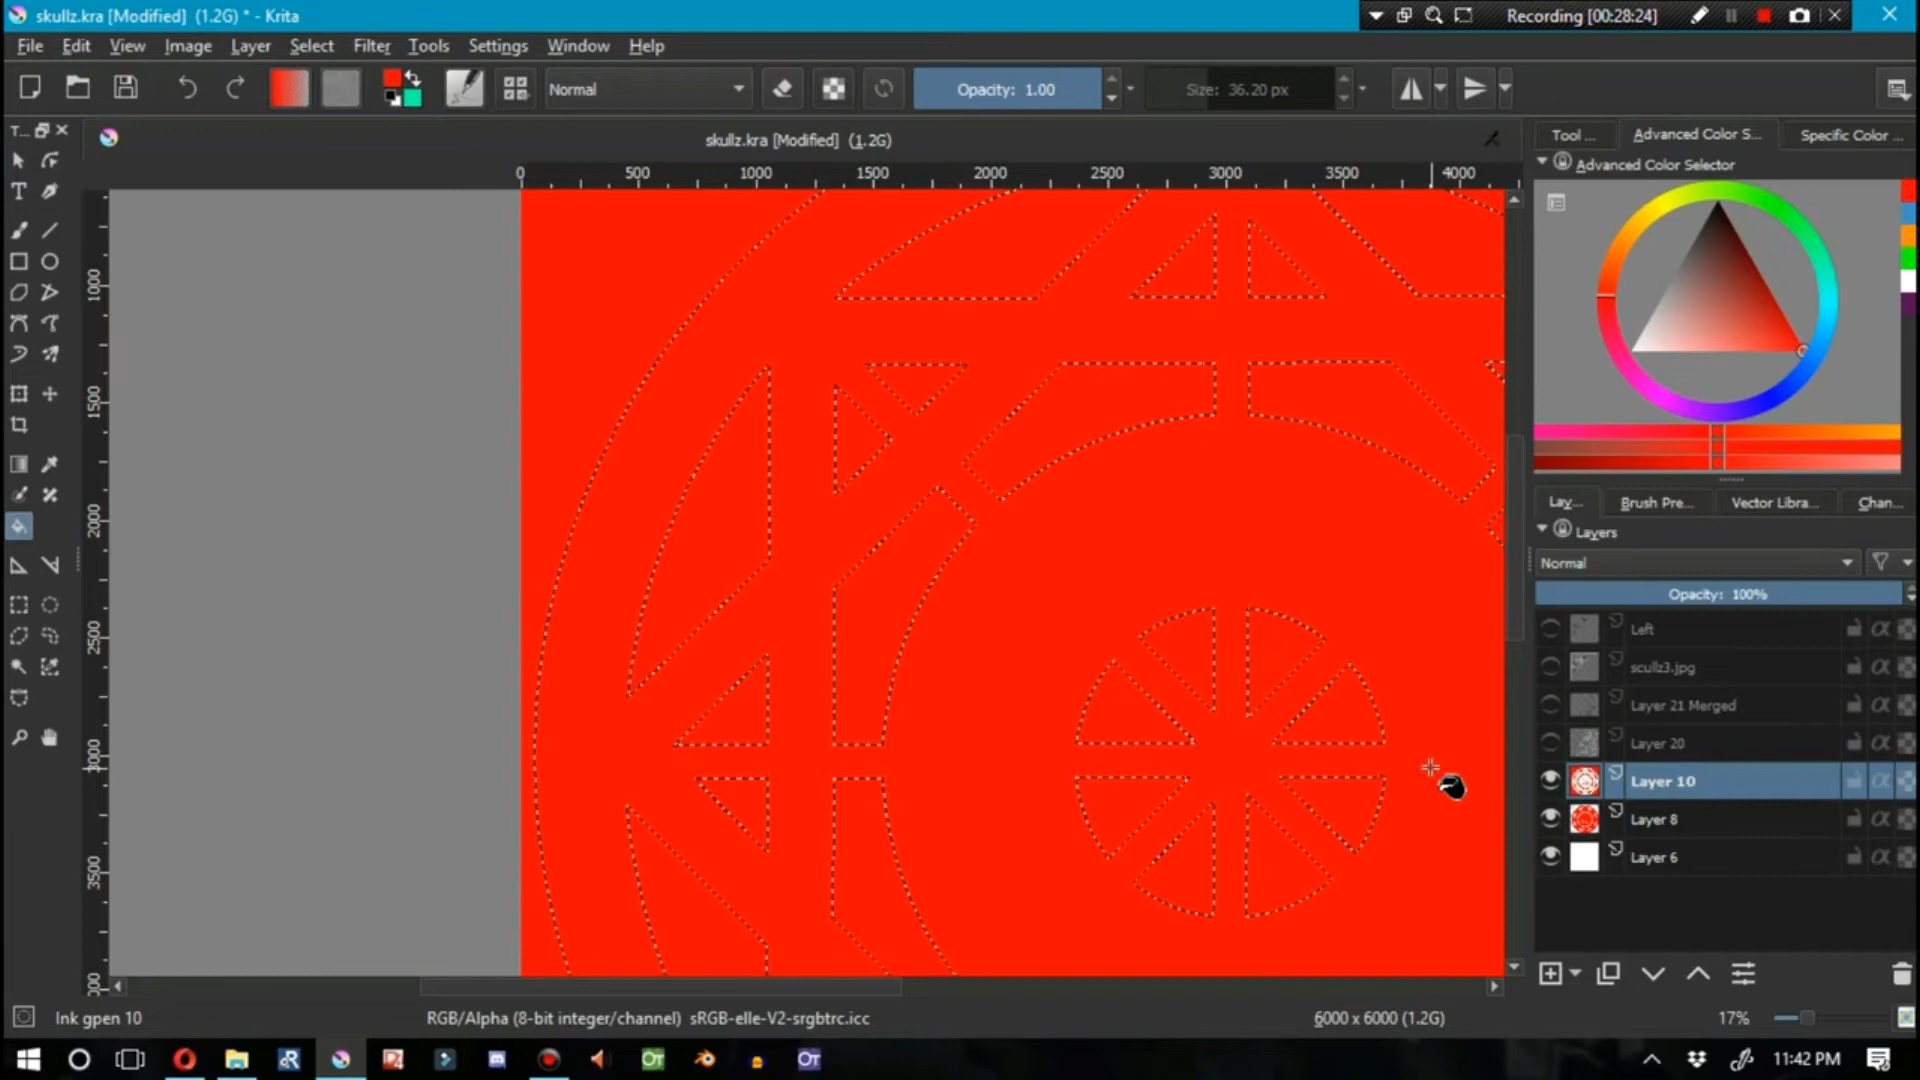 skullz.kra [Modified]  (1.2G) * - Krita
Recording [00:28:24]
File Edit View Image Layer Select Filter Tools Settings Window Help
Normal
Opacity: 1.00
Size: 36.20 px
T...
skullz.kra [Modified]  (1.2G)
Tool ... Advanced Color S... Specific Color ...
Advanced Color Selector
0 500 1000 1500 2000 2500 3000 3500 4000
1000
1500
2000
2500
3000
3500
Lay... Brush Pre... Vector Libra... Chan...
Layers
Normal
Opacity: 100%
Left
scullz3.jpg
Layer 21 Merged
Layer 20
Layer 10
Layer 8
Layer 6
Ink gpen 10
RGB/Alpha (8-bit integer/channel)  sRGB-elle-V2-srgbtrc.icc
6000 x 6000 (1.2G)
17%
11:42 PM